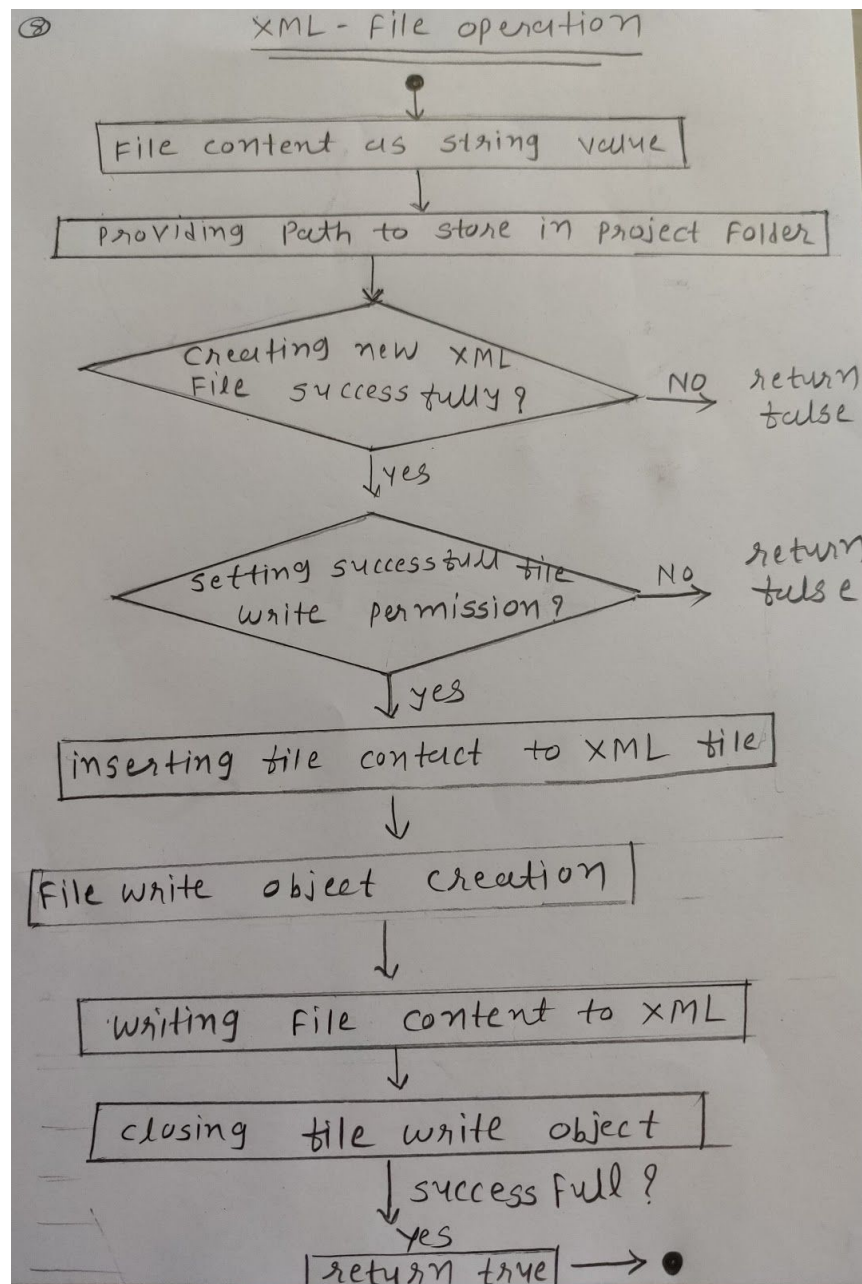 8
XML - File operation
File content as string value
Providing Path to store in Project Folder
Creating new XML
File successfully?
NO
return
false
yes
Setting successfull file
write permission?
NO
return
false
yes
inserting file contact to XML file
File write object creation
writing File content to XML
closing file write object
successfull?
yes
return true